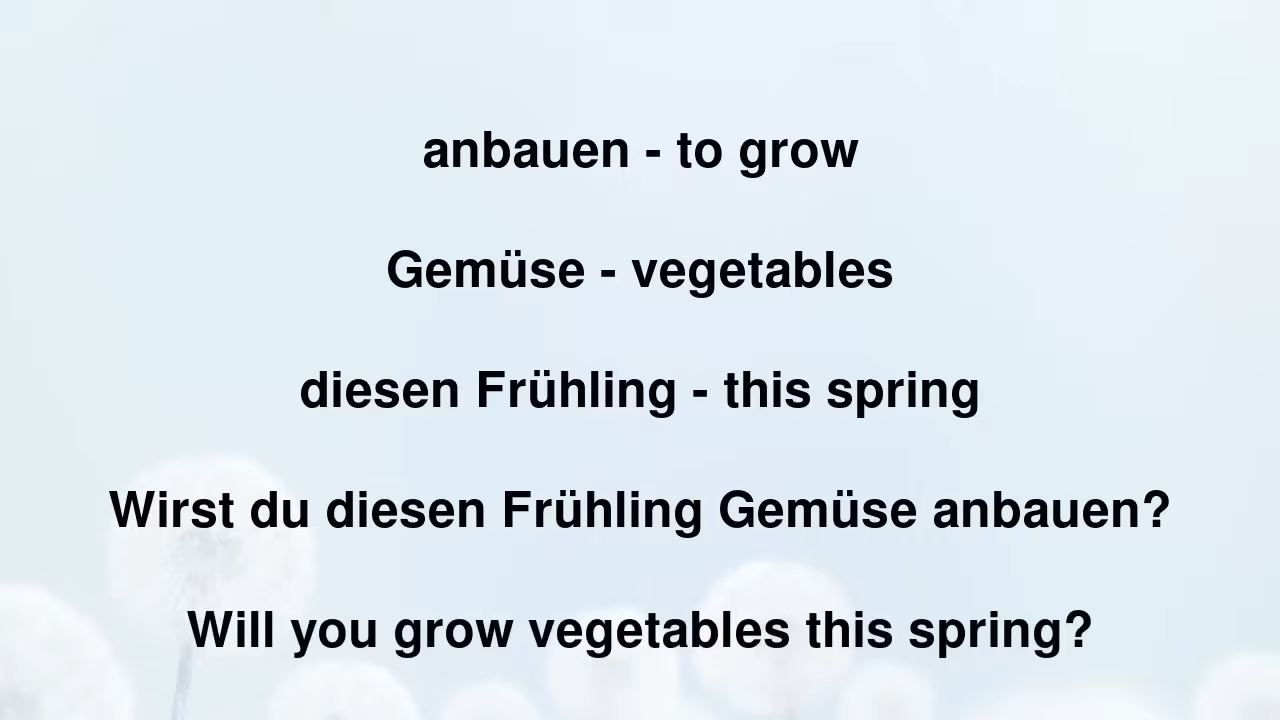 anbauen - to grow
Gemüse - vegetables
diesen Frühling - this spring
Wirst du diesen Frühling Gemüse anbauen?
Will you grow vegetables this spring?